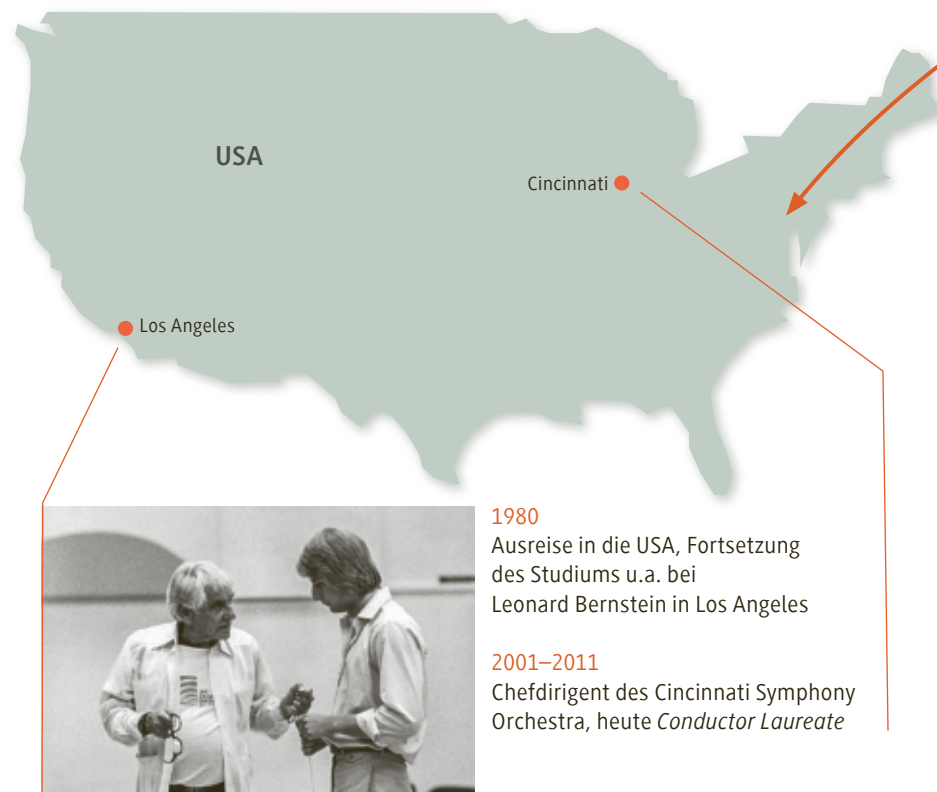 USA
Cincinnati
Los Angeles
1980
Ausreise in die USA, Fortsetzung
des Studiums u.a. bei
Leonard Bernstein in Los Angeles
2001–2011
Chefdirigent des Cincinnati Symphony
Orchestra, heute Conductor Laureate